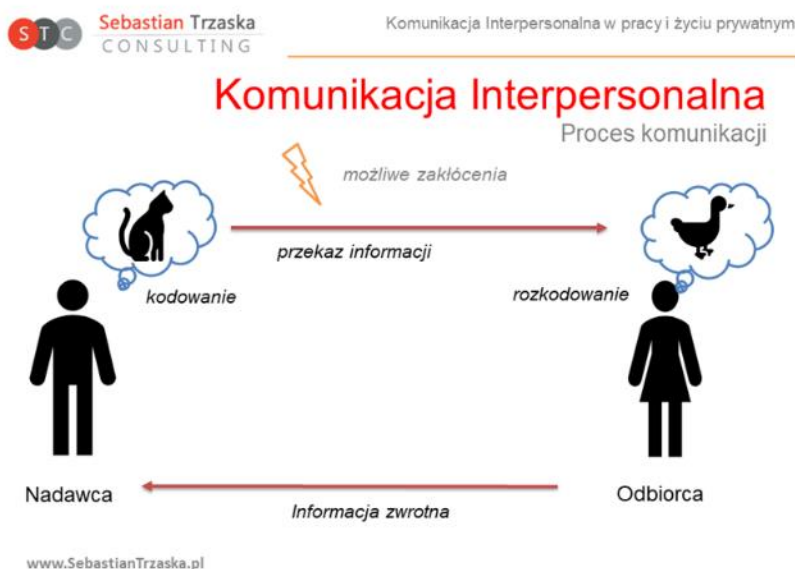 STC
Sebastian Trzaska
CONSULTING
Komunikacja Interpersonalna w pracy i życiu prywatnym
Komunikacja Interpersonalna
Proces komunikacji
możliwe zakłócenia
przekaz informacji
kodowanie
rozkodowanie
Nadawca
Odbiorca
Informacja zwrotna
www.SebastianTrzaska.pl